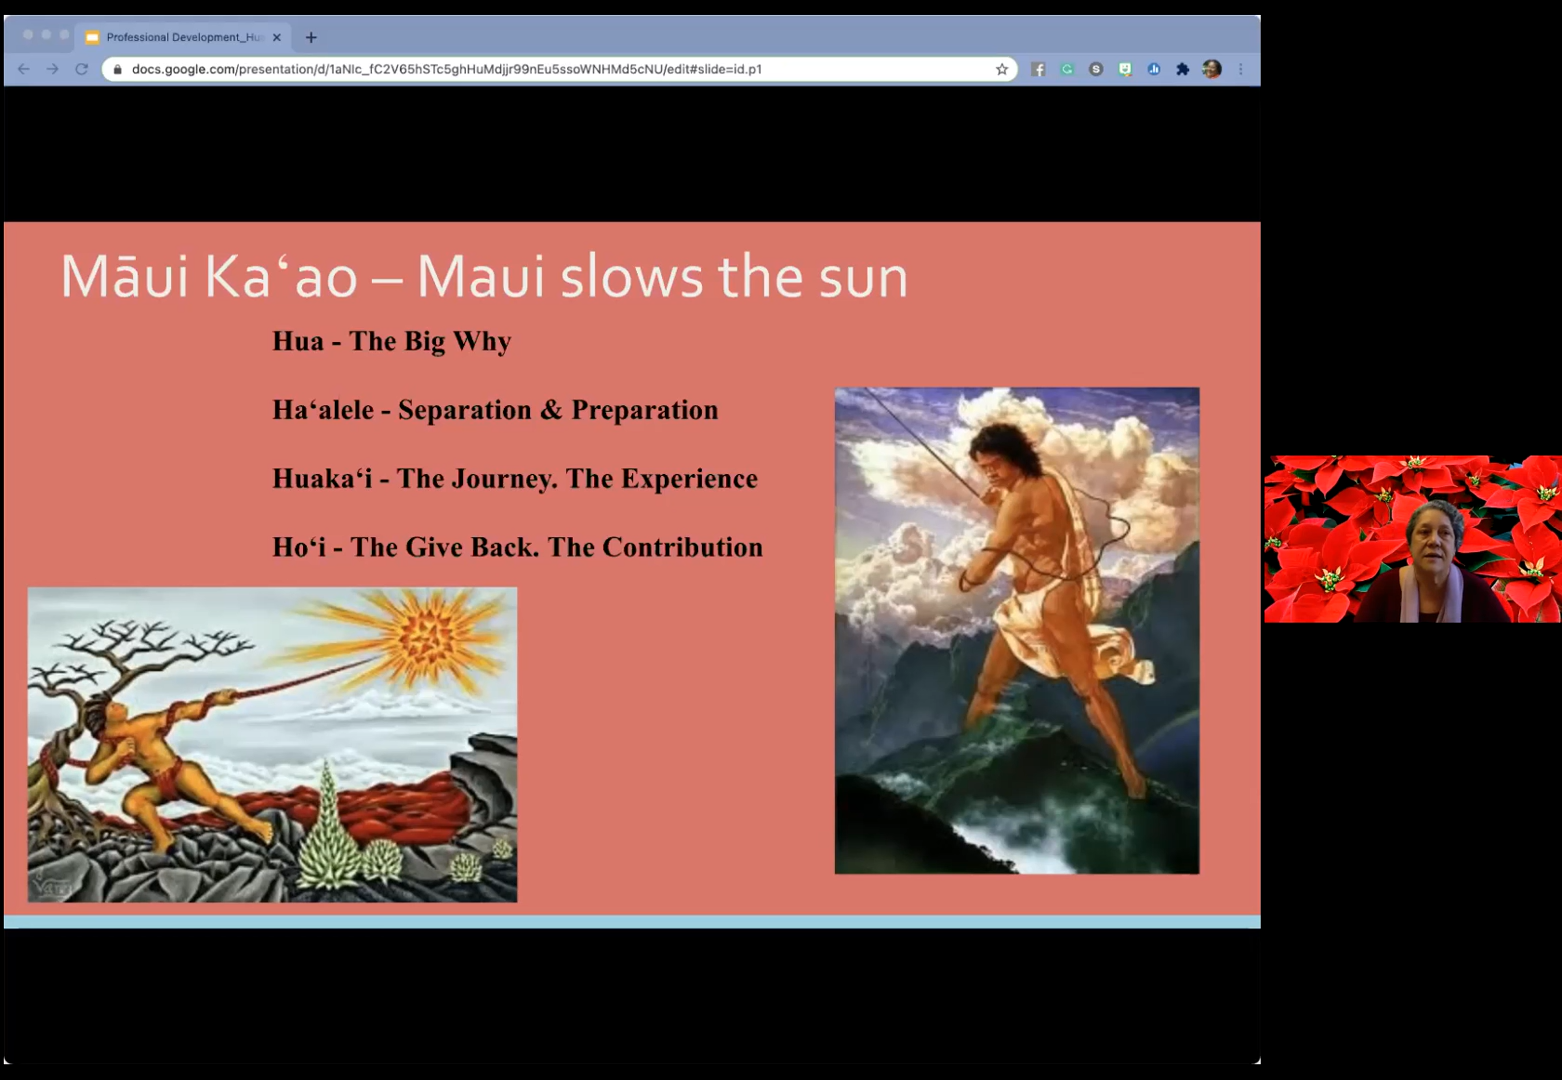 Professional Development_Hua
docs.google.com/presentation/d/1aNlc_fC2V65hSTc5ghHuMdjjr99nEu5ssoWNHMd5cNU/edit#slide=id.p1
Māui Kaʻao – Maui slows the sun
Hua - The Big Why
Haʻalele - Separation & Preparation
Huakaʻi - The Journey. The Experience
Hoʻi - The Give Back. The Contribution